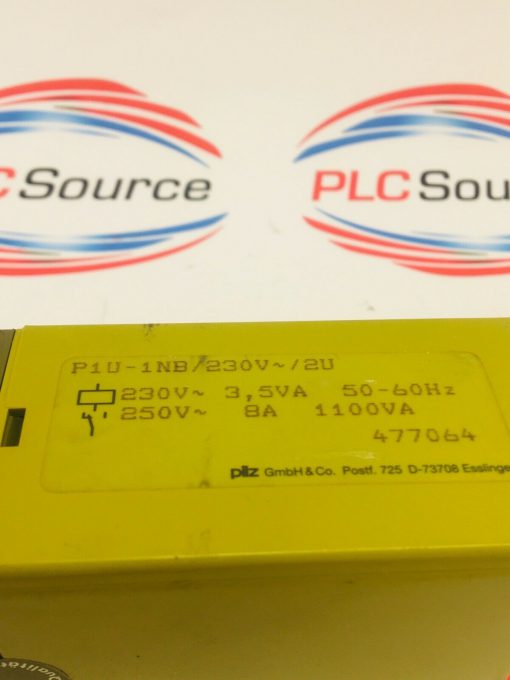 C Source
PLC Sou
P1U-1NB/230V~/2U
230V~ 3,5VA 50-60Hz
250V~ 8A 1100VA
477064
pilz GmbH & Co. Postf. 725 D-73708 Essling
Qualität